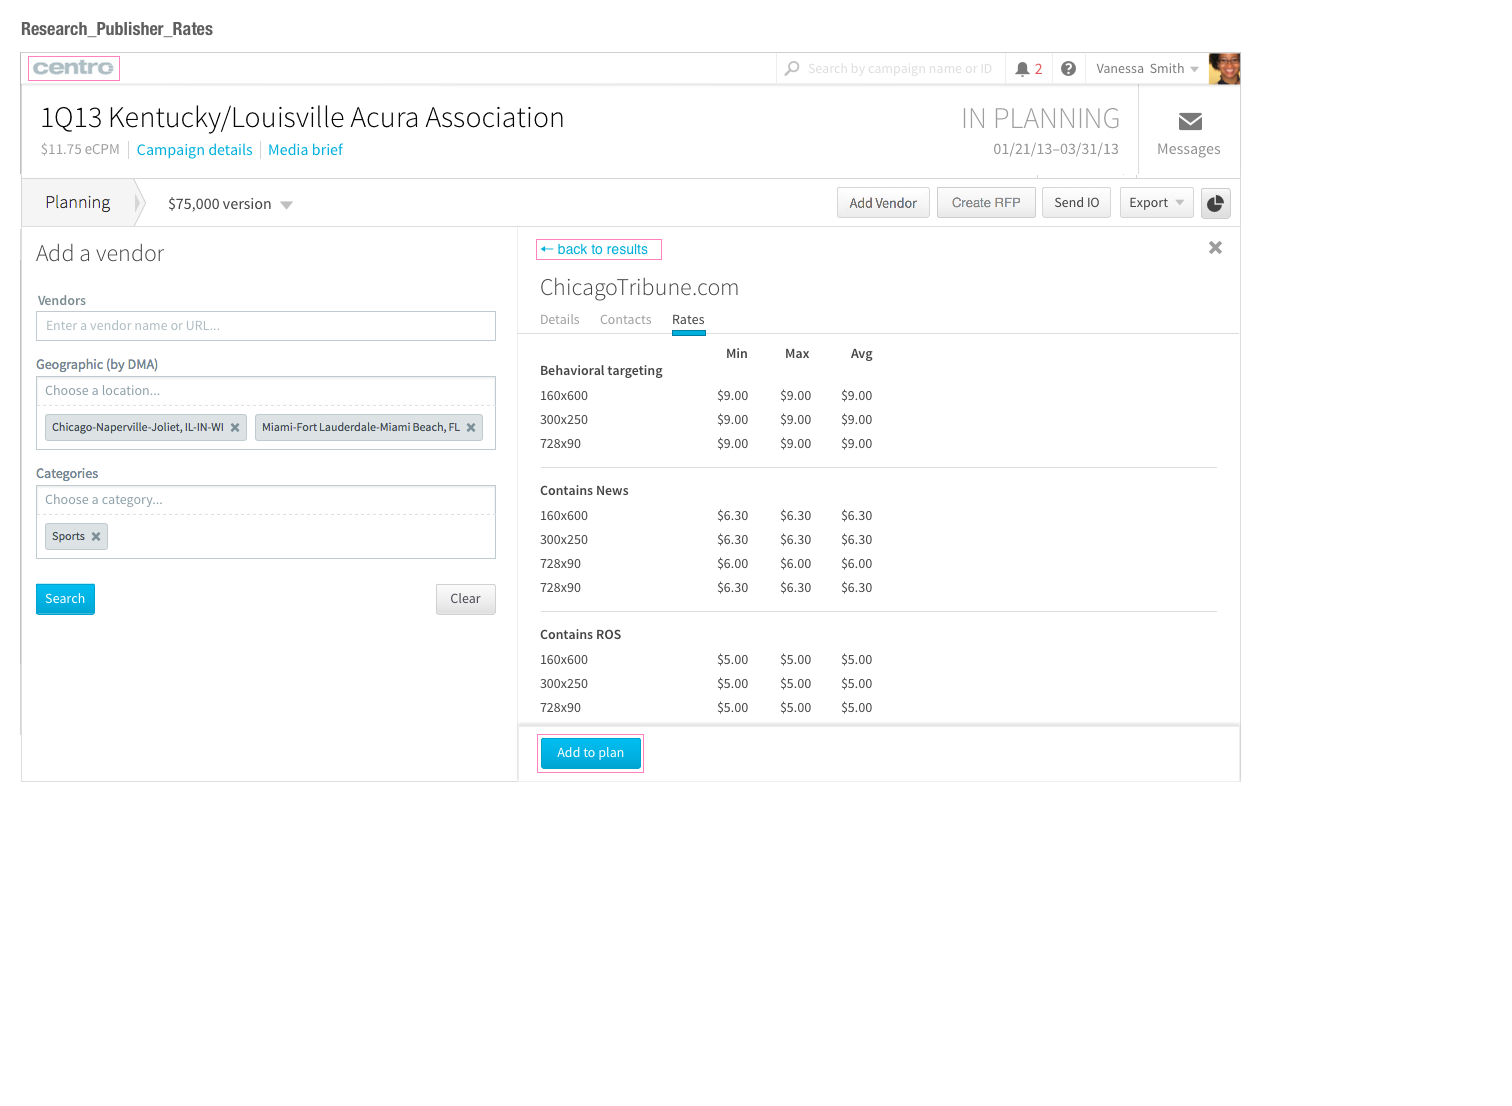 Research_Publisher_Rates
centro
Search by campaign name or ID
2
Vanessa Smith
1Q13 Kentucky/Louisville Acura Association
IN PLANNING
$11.75 eCPM
Campaign details
Media brief
01/21/13–03/31/13
Messages
Planning
$75,000 version
Add Vendor
Create RFP
Send IO
Export
Add a vendor
Vendors
Enter a vendor name or URL...
Geographic (by DMA)
Choose a location...
Chicago-Naperville-Joliet, IL-IN-WI
Miami-Fort Lauderdale-Miami Beach, FL
Categories
Choose a category...
Sports
Search
Clear
← back to results
ChicagoTribune.com
Details Contacts Rates
Min Max Avg
Behavioral targeting
160x600 $9.00 $9.00 $9.00
300x250 $9.00 $9.00 $9.00
728x90 $9.00 $9.00 $9.00
Contains News
160x600 $6.30 $6.30 $6.30
300x250 $6.30 $6.30 $6.30
728x90 $6.00 $6.00 $6.00
728x90 $6.30 $6.30 $6.30
Contains ROS
160x600 $5.00 $5.00 $5.00
300x250 $5.00 $5.00 $5.00
728x90 $5.00 $5.00 $5.00
Add to plan